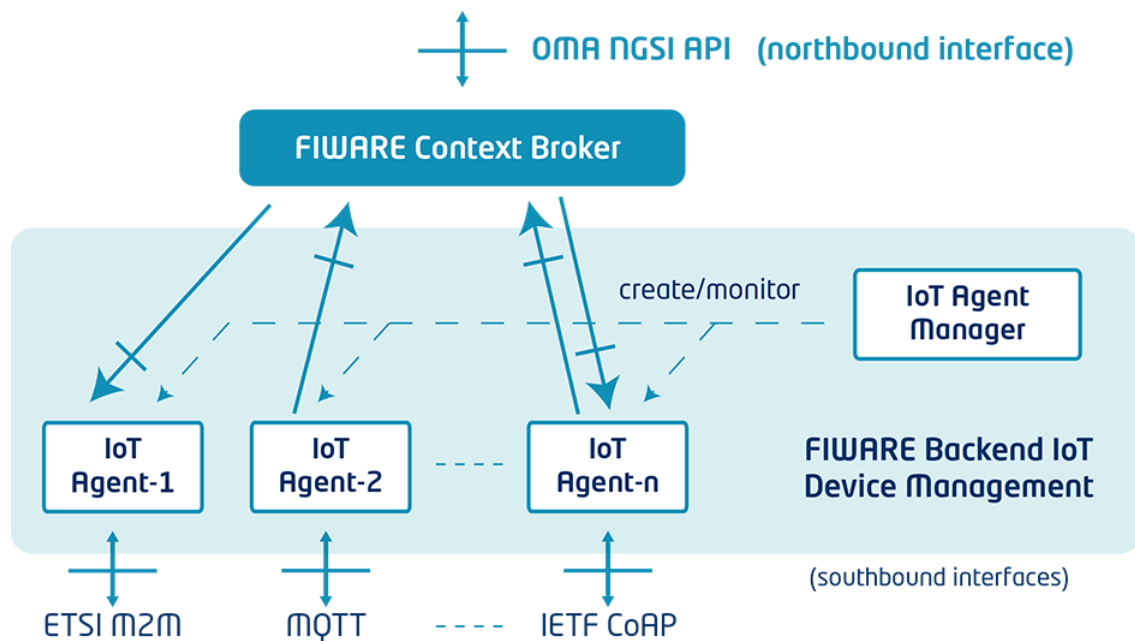 OMA NGSI API (northbound interface)
FIWARE Context Broker
create/monitor
IoT Agent
Manager
IoT
Agent-1
IoT
Agent-2
IoT
Agent-n
FIWARE Backend IoT
Device Management
(southbound interfaces)
ETSI M2M
MQTT
IETF CoAP